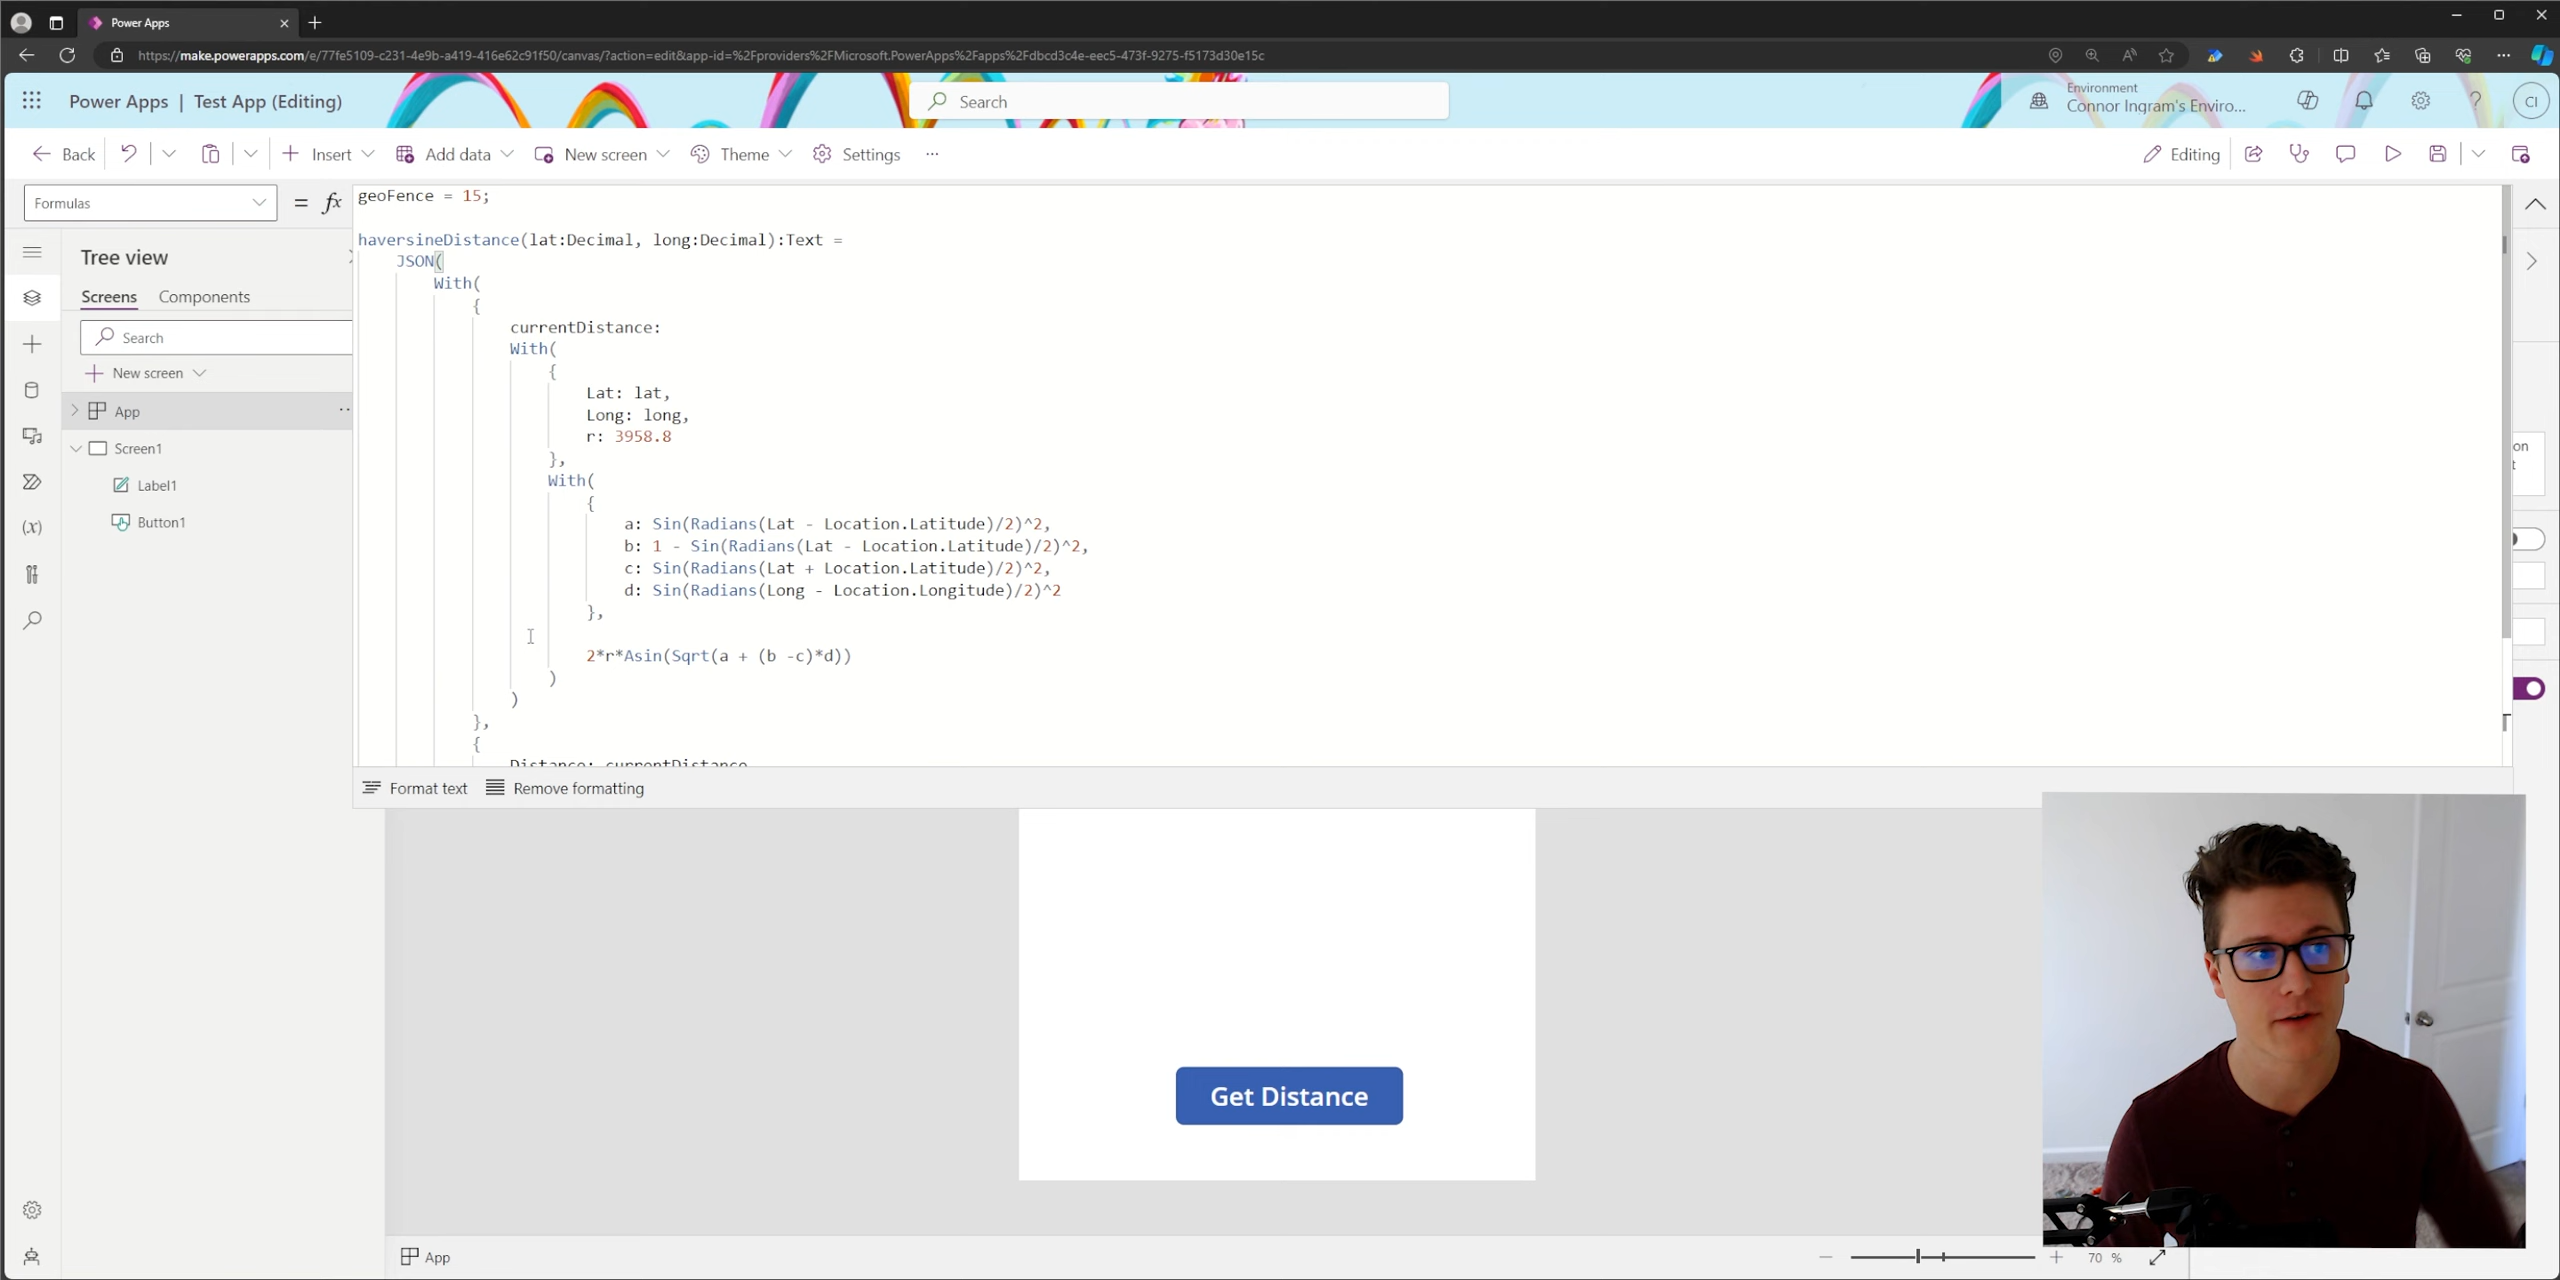 Power Apps
https://make.powerapps.com/e/77fe5109-c231-4e9b-a419-416e62c91f50/canvas/?action=edit&app-id=%2Fproviders%2FMicrosoft.PowerApps%2Fapps%2Fdbcd3c4e-eec5-473f-9275-f5173d30e15c
Power Apps | Test App (Editing)
Search
Environment
Connor Ingram's Enviro...
CI
Back
Insert
Add data
New screen
Theme
Settings
Editing
Formulas
= fx
geoFence = 15;
haversineDistance(lat:Decimal, long:Decimal):Text =
JSON(
With(
{
currentDistance:
With(
{
Lat: lat,
Long: long,
r: 3958.8
},
With(
{
a: Sin(Radians(Lat - Location.Latitude)/2)^2,
b: 1 - Sin(Radians(Lat - Location.Latitude)/2)^2,
c: Sin(Radians(Lat + Location.Latitude)/2)^2,
d: Sin(Radians(Long - Location.Longitude)/2)^2
},
2*r*Asin(Sqrt(a + (b -c)*d))
)
)
},
{
Distance: currentDistance
Tree view
Screens
Components
Search
New screen
App
Screen1
Label1
Button1
on
t
Format text
Remove formatting
Get Distance
App
70 %